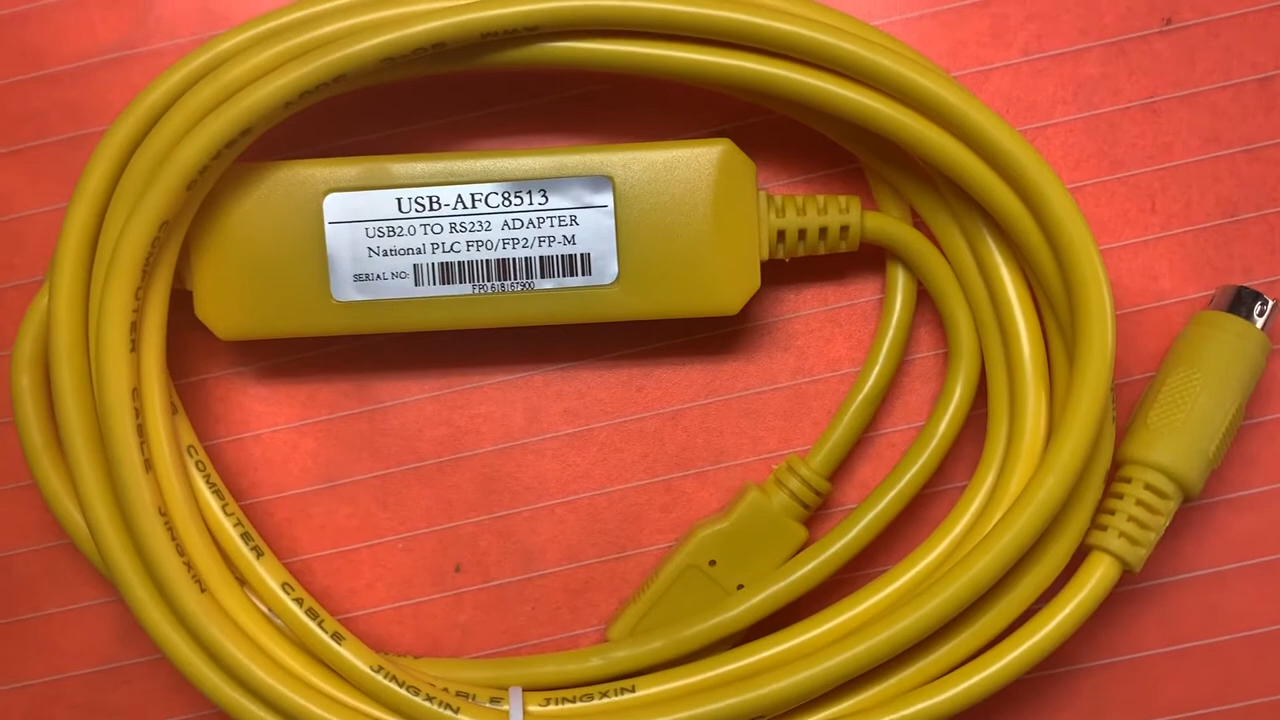 USB-AFC8513
USB2.0 TO RS232 ADAPTER
National PLC FP0/FP2/FP-M
SERIAL NO:
FP0 618167900
COMPUTER CABLE JINGXIN
COMPUTER CABLE JINGXIN
CABLE JINGXIN